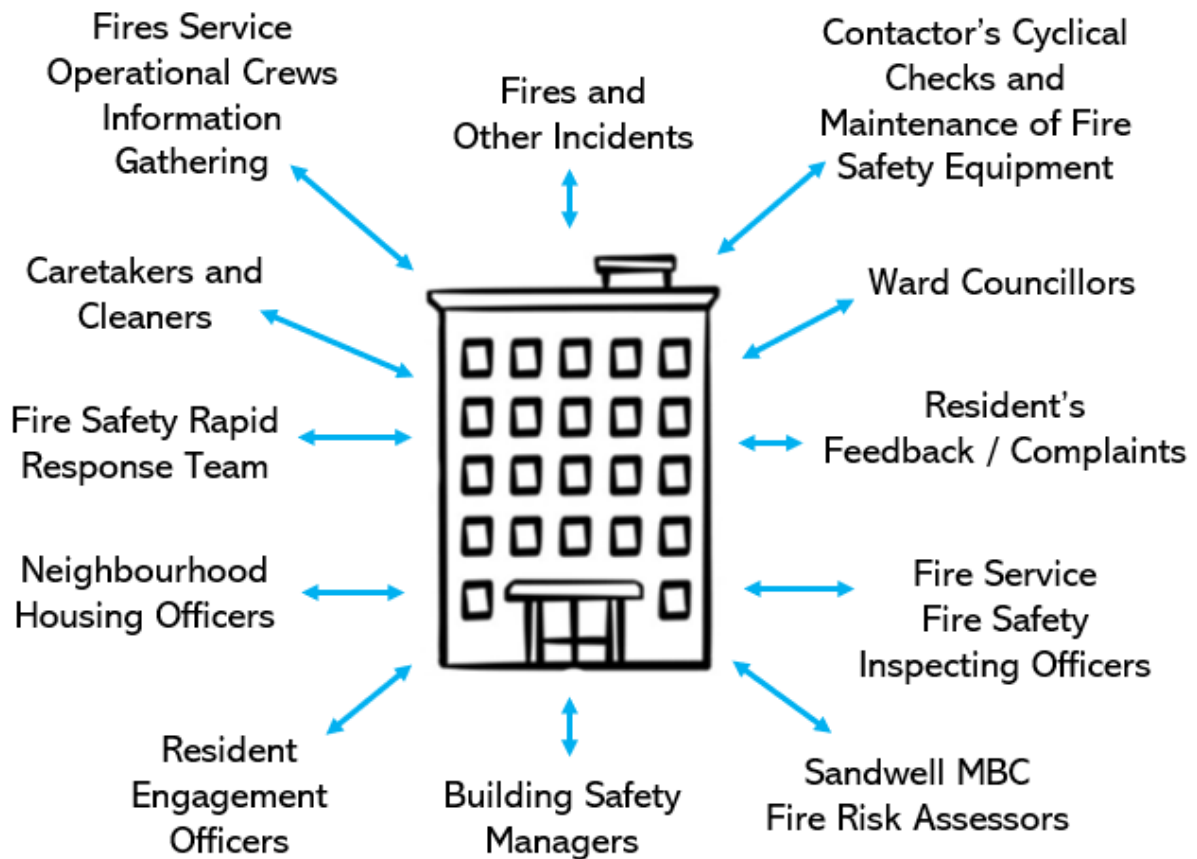 Fires Service
Operational Crews
Information
Gathering
Fires and
Other Incidents
Contactor's Cyclical
Checks and
Maintenance of Fire
Safety Equipment
Caretakers and
Cleaners
Ward Councillors
Fire Safety Rapid
Response Team
Resident's
Feedback / Complaints
Neighbourhood
Housing Officers
Fire Service
Fire Safety
Inspecting Officers
Resident
Engagement
Officers
Building Safety
Managers
Sandwell MBC
Fire Risk Assessors